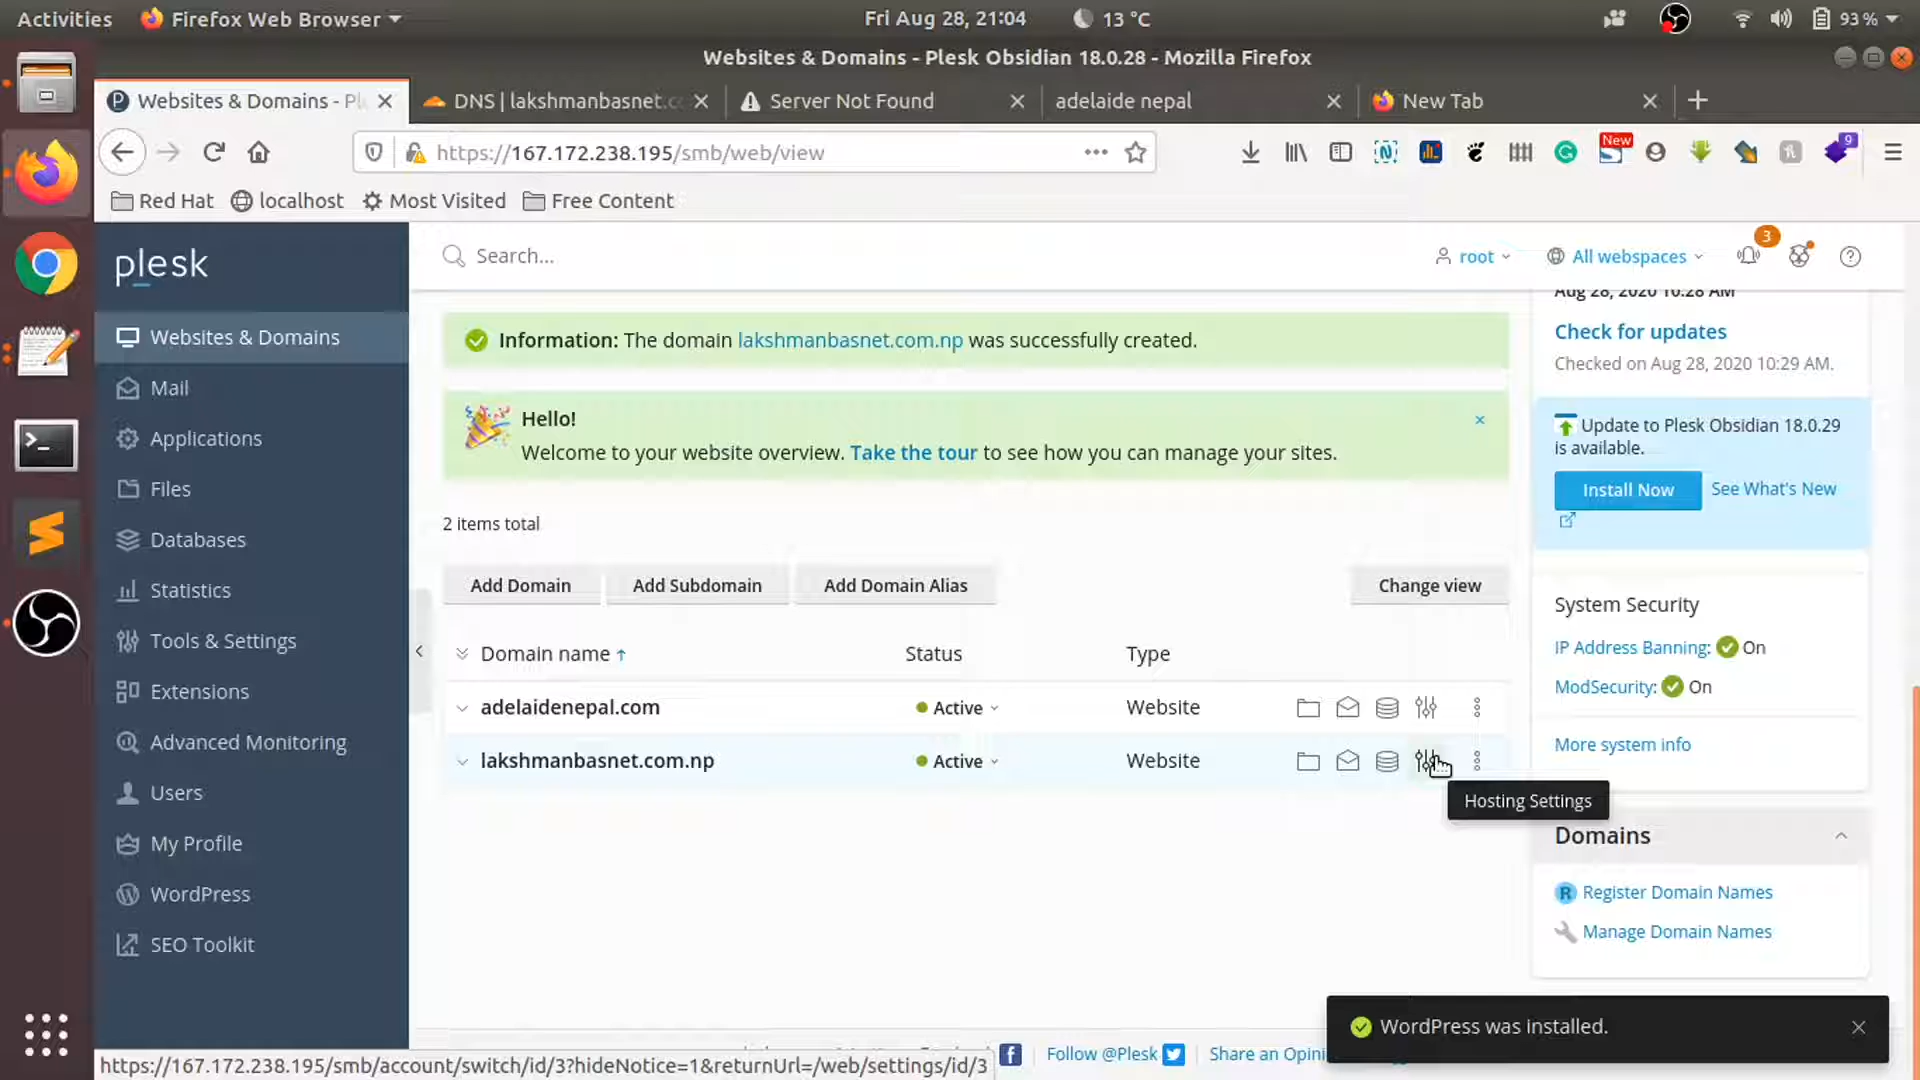 Activities
Firefox Web Browser
Fri Aug 28, 21:04
13 °C
93 %
Websites & Domains - Plesk Obsidian 18.0.28 - Mozilla Firefox
Websites & Domains - Pl
DNS | lakshmanbasnet.c
Server Not Found
adelaide nepal
New Tab
https://167.172.238.195/smb/web/view
New
9
Red Hat
localhost
Most Visited
Free Content
plesk
Search...
root
All webspaces
3
Websites & Domains
Mail
Applications
Files
Databases
Statistics
Tools & Settings
Extensions
Advanced Monitoring
Users
My Profile
WordPress
SEO Toolkit
Information: The domain lakshmanbasnet.com.np was successfully created.
Hello!
Welcome to your website overview. Take the tour to see how you can manage your sites.
2 items total
Add Domain
Add Subdomain
Add Domain Alias
Change view
Domain name
Status
Type
adelaidenepal.com
Active
Website
lakshmanbasnet.com.np
Active
Website
Hosting Settings
Aug 28, 2020 10:28 AM
Check for updates
Checked on Aug 28, 2020 10:29 AM.
Update to Plesk Obsidian 18.0.29
is available.
Install Now
See What's New
System Security
IP Address Banning: On
ModSecurity: On
More system info
Domains
Register Domain Names
Manage Domain Names
WordPress was installed.
Follow @Plesk
Share an Opini
https://167.172.238.195/smb/account/switch/id/3?hideNotice=1&returnUrl=/web/settings/id/3